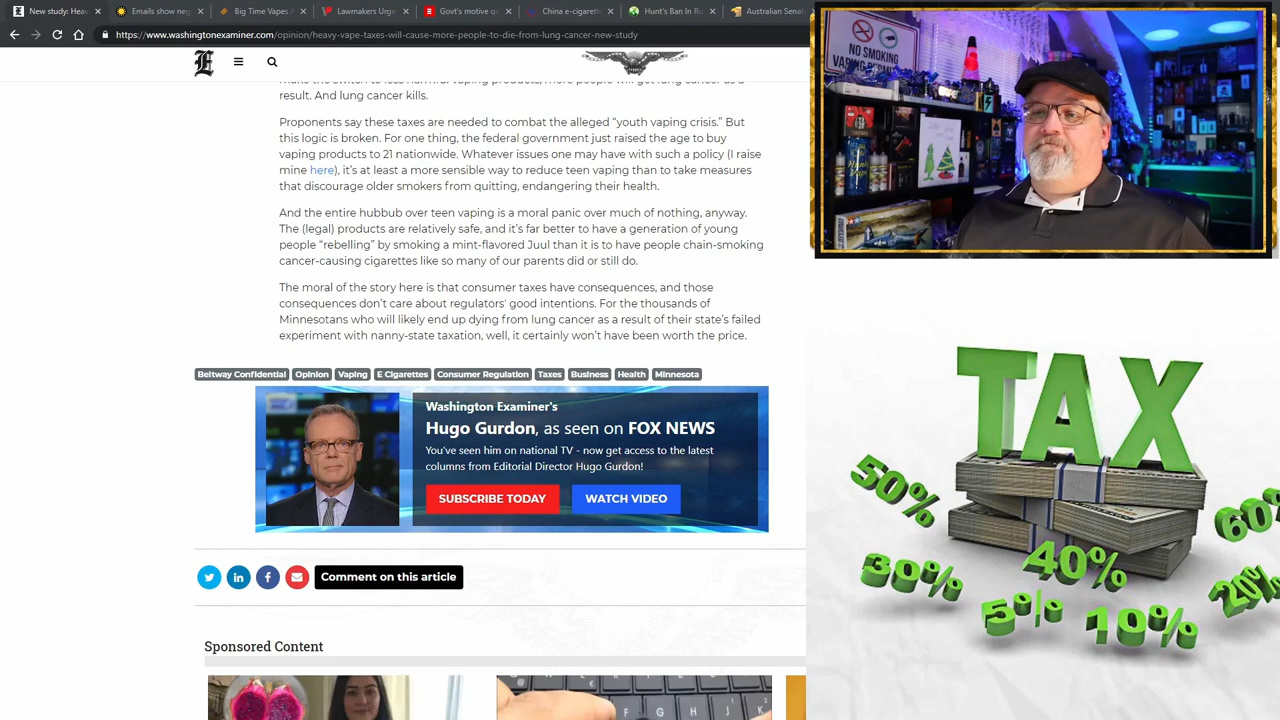 New study: Heav
Emails show neg
Big Time Vapes A
Lawmakers Urge
Govt's motive qu
China e-cigarette
Hunt's Ban In Ru
Australian Senat
https://www.washingtonexaminer.com/opinion/heavy-vape-taxes-will-cause-more-people-to-die-from-lung-cancer-new-study
E
result. And lung cancer kills.
Proponents say these taxes are needed to combat the alleged “youth vaping crisis.” But
this logic is broken. For one thing, the federal government just raised the age to buy
vaping products to 21 nationwide. Whatever issues one may have with such a policy (I raise
mine here), it’s at least a more sensible way to reduce teen vaping than to take measures
that discourage older smokers from quitting, endangering their health.
And the entire hubbub over teen vaping is a moral panic over much of nothing, anyway.
The (legal) products are relatively safe, and it’s far better to have a generation of young
people “rebelling” by smoking a mint-flavored Juul than it is to have people chain-smoking
cancer-causing cigarettes like so many of our parents did or still do.
The moral of the story here is that consumer taxes have consequences, and those
consequences don’t care about regulators’ good intentions. For the thousands of
Minnesotans who will likely end up dying from lung cancer as a result of their state’s failed
experiment with nanny-state taxation, well, it certainly won’t have been worth the price.
Beltway Confidential Opinion Vaping E Cigarettes Consumer Regulation Taxes Business Health Minnesota
Washington Examiner's
Hugo Gurdon, as seen on FOX NEWS
You've seen him on national TV - now get access to the latest
columns from Editorial Director Hugo Gurdon!
SUBSCRIBE TODAY
WATCH VIDEO
Comment on this article
Sponsored Content
NO SMOKING
TAX
50%
60%
40%
30%
20%
5%
10%